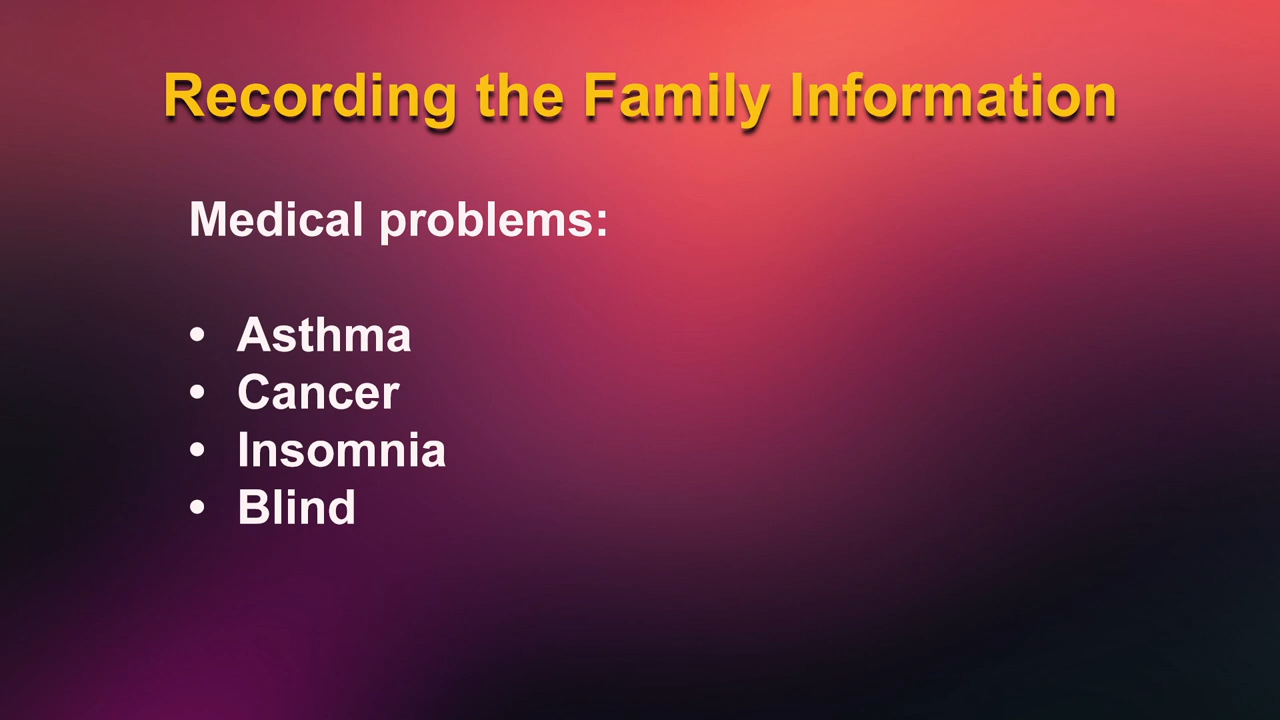 Recording the Family Information
Medical problems:
• Asthma
• Cancer
• Insomnia
• Blind